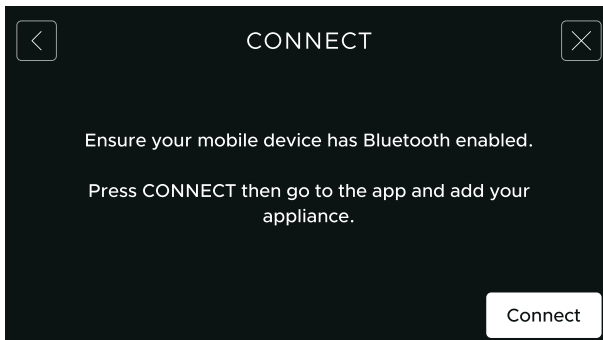 CONNECT
Ensure your mobile device has Bluetooth enabled.
Press CONNECT then go to the app and add your
appliance.
Connect